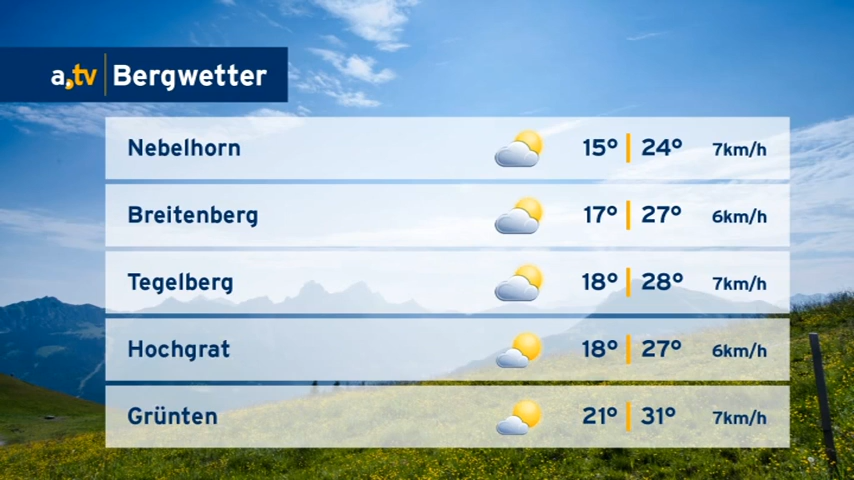 a.tv Bergwetter
Nebelhorn 15° 24° 7km/h
Breitenberg 17° 27° 6km/h
Tegelberg 18° 28° 7km/h
Hochgrat 18° 27° 6km/h
Grünten 21° 31° 7km/h